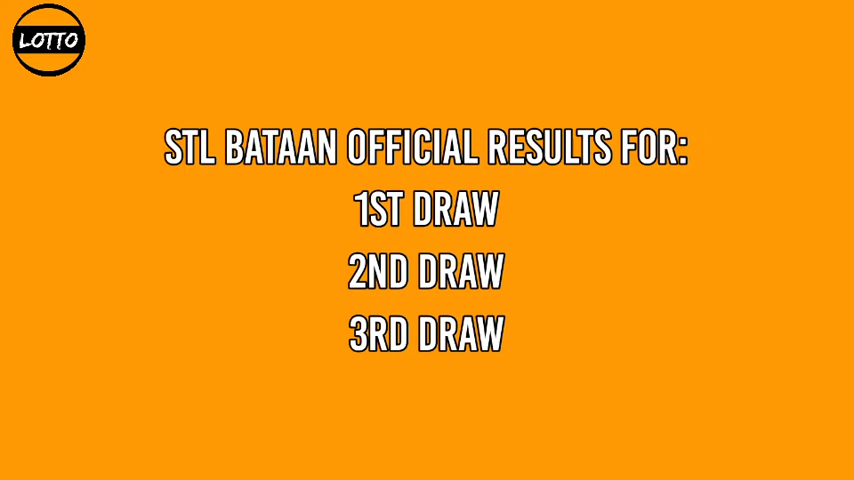 LOTTO
STL BATAAN OFFICIAL RESULTS FOR:
1ST DRAW
2ND DRAW
3RD DRAW